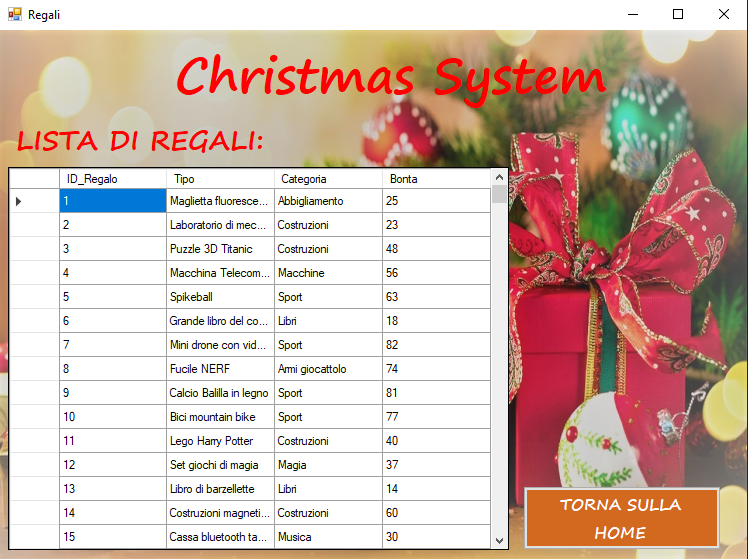 Regali
Christmas System
LISTA DI REGALI:
ID_Regalo Tipo Categoria Bonta
1 Maglietta fluoresce... Abbigliamento 25
2 Laboratorio di mec... Costruzioni 23
3 Puzzle 3D Titanic Costruzioni 48
4 Macchina Telecom... Macchine 56
5 Spikeball Sport 63
6 Grande libro del co... Libri 18
7 Mini drone con vid... Sport 82
8 Fucile NERF Armi giocattolo 74
9 Calcio Balilla in legno Sport 81
10 Bici mountain bike Sport 77
11 Lego Harry Potter Costruzioni 40
12 Set giochi di magia Magia 37
13 Libro di barzellette Libri 14
14 Costruzioni magneti... Costruzioni 60
15 Cassa bluetooth ta... Musica 30
TORNA SULLA
HOME